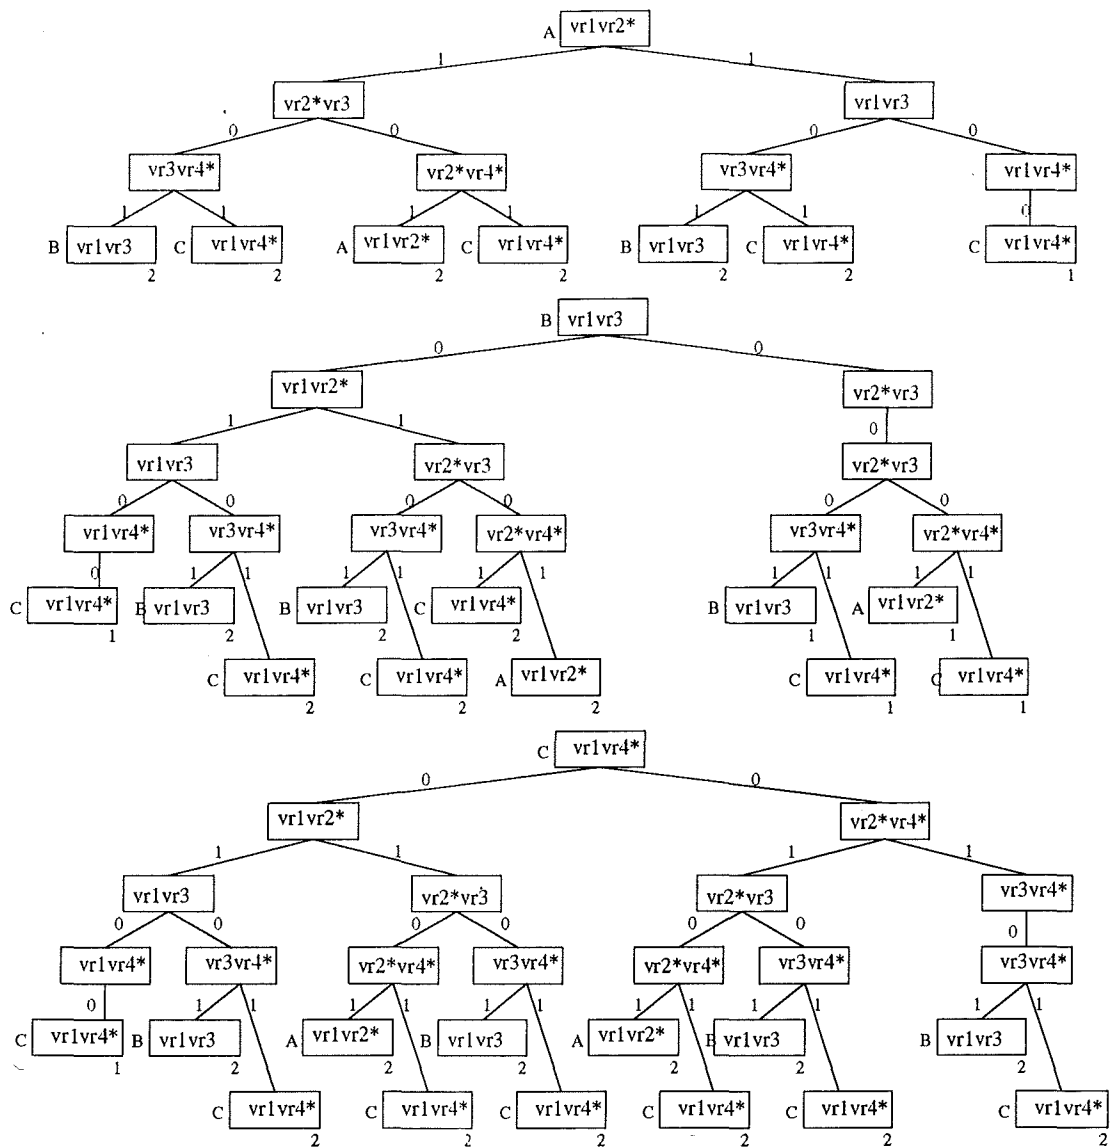 A vr1vr2*
1 1
vr2*vr3 vr1vr3
0 0 0 0
vr3vr4* vr2*vr4* vr3vr4* vr1vr4*
1 1 1 1 1 1 0
B vr1vr3 C vr1vr4* A vr1vr2* C vr1vr4* B vr1vr3 C vr1vr4* C vr1vr4*
2 2 2 2 2 2 1
B vr1vr3
0 0
vr1vr2* vr2*vr3
1 1 0
vr1vr3 vr2*vr3 vr2*vr3
0 0 0 0 0 0
vr1vr4* vr3vr4* vr3vr4* vr2*vr4* vr3vr4* vr2*vr4*
0 1 1 1 1 1 1 1 1 1 1
C vr1vr4* B vr1vr3 B vr1vr3 C vr1vr4* B vr1vr3 A vr1vr2*
1 2 2 2 1 1
C vr1vr4* C vr1vr4* A vr1vr2* C vr1vr4* C vr1vr4*
2 2 2 1 1
C vr1vr4*
0 0
vr1vr2* vr2*vr4*
1 1 1 1
vr1vr3 vr2*vr3 vr2*vr3 vr3vr4*
0 0 0 0 0 0 0
vr1vr4* vr3vr4* vr2*vr4* vr3vr4* vr2*vr4* vr3vr4* vr3vr4*
0 1 1 1 1 1 1 1 1 1 1 1 1
C vr1vr4* B vr1vr3 A vr1vr2* B vr1vr3 A vr1vr2* B vr1vr3 B vr1vr3
1 2 2 2 2 2 2
C vr1vr4* C vr1vr4* C vr1vr4* C vr1vr4* C vr1vr4* C vr1vr4*
2 2 2 2 2 2